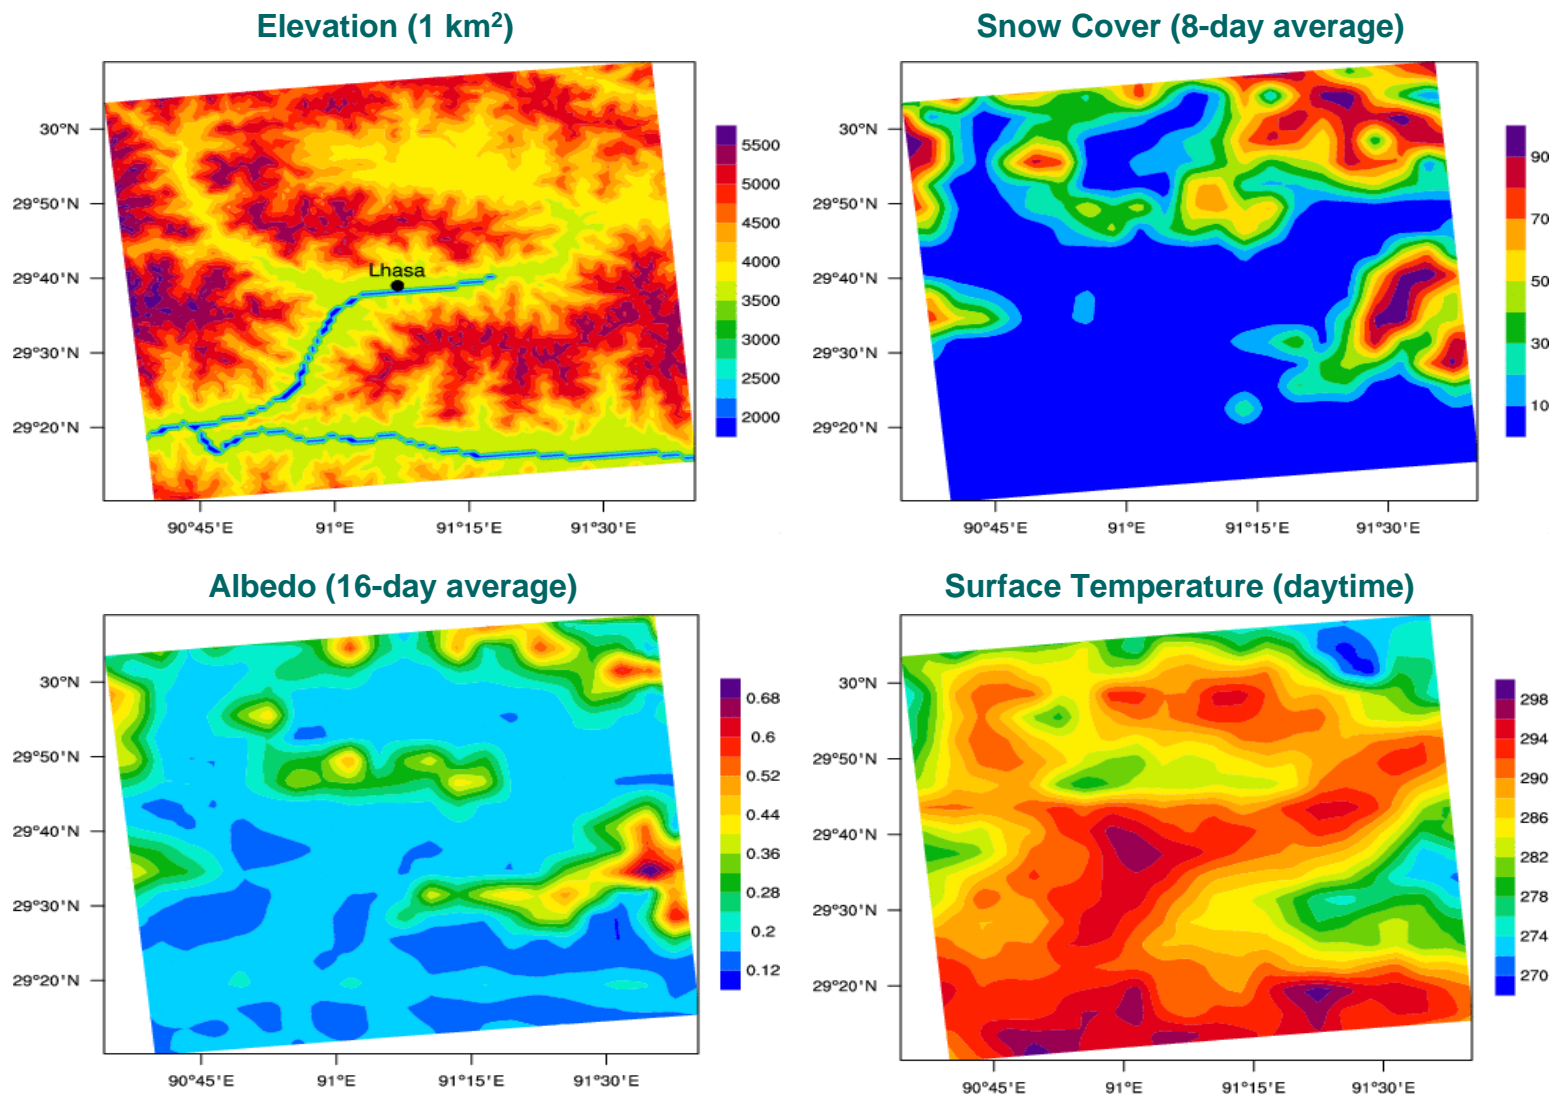 Elevation (1 km²)
Snow Cover (8-day average)
30°N
29°50'N
29°40'N
29°30'N
29°20'N
Lhasa
90°45'E
91°E
91°15'E
91°30'E
5500
5000
4500
4000
3500
3000
2500
2000
30°N
29°50'N
29°40'N
29°30'N
29°20'N
90°45'E
91°E
91°15'E
91°30'E
90
70
50
30
10
Albedo (16-day average)
Surface Temperature (daytime)
30°N
29°50'N
29°40'N
29°30'N
29°20'N
90°45'E
91°E
91°15'E
91°30'E
0.68
0.6
0.52
0.44
0.36
0.28
0.2
0.12
30°N
29°50'N
29°40'N
29°30'N
29°20'N
90°45'E
91°E
91°15'E
91°30'E
298
294
290
286
282
278
274
270